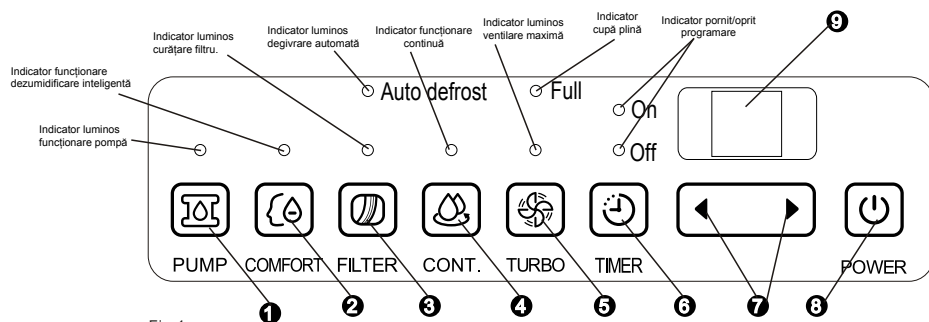 Indicator luminos
curățare filtru.
Indicator luminos
degivrare automată
Indicator funcționare
continuă
Indicator luminos
ventilare maximă
Indicator
cupă plină
Indicator pornit/oprit
programare
9
Indicator funcționare
dezumidificare inteligentă
Indicator luminos
funcționare pompă
Auto defrost
Full
On
Off
PUMP
COMFORT
FILTER
CONT.
TURBO
TIMER
POWER
1
2
3
4
5
6
7
8